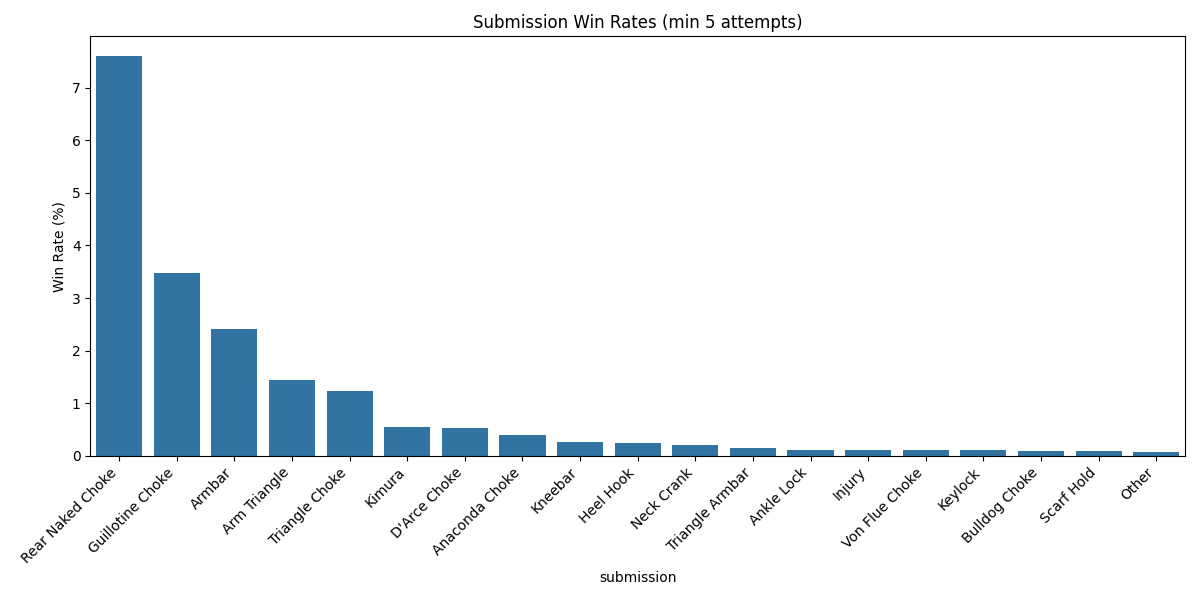 Submission Win Rates (min 5 attempts)
Win Rate (%)
7
6
5
4
3
2
1
0
Rear Naked Choke
Guillotine Choke
Armbar
Arm Triangle
Triangle Choke
Kimura
D'Arce Choke
Anaconda Choke
Kneebar
Heel Hook
Neck Crank
Triangle Armbar
Ankle Lock
Injury
Von Flue Choke
Keylock
Bulldog Choke
Scarf Hold
Other
submission